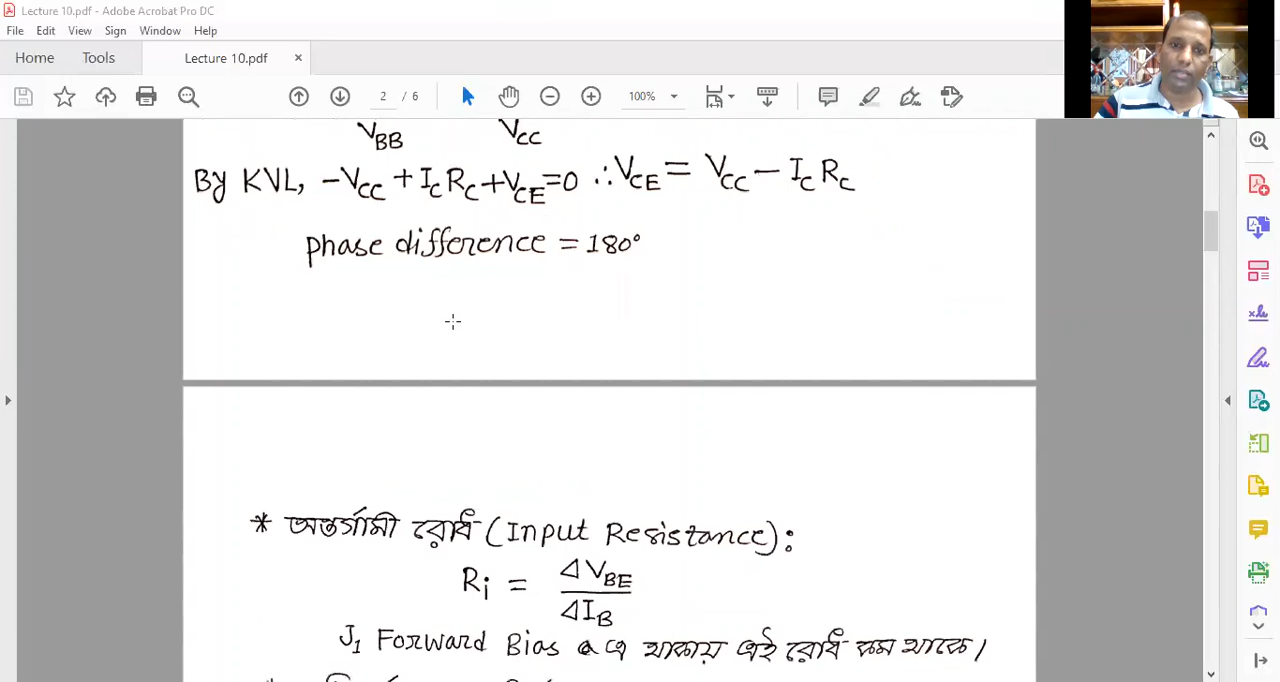 Lecture 10.pdf - Adobe Acrobat Pro DC
File Edit View Sign Window Help
Home Tools Lecture 10.pdf ×
2 / 6 100%
V_BB V_CC
By KVL, -V_CC + I_C R_C + V_CE = 0 ∴ V_CE = V_CC - I_C R_C
phase difference = 180°
* অন্তর্গামী রোধ (Input Resistance):
R_i = ΔV_BE / ΔI_B
J_1 Forward Bias এ থাকায় এই রোধ কম থাকে।